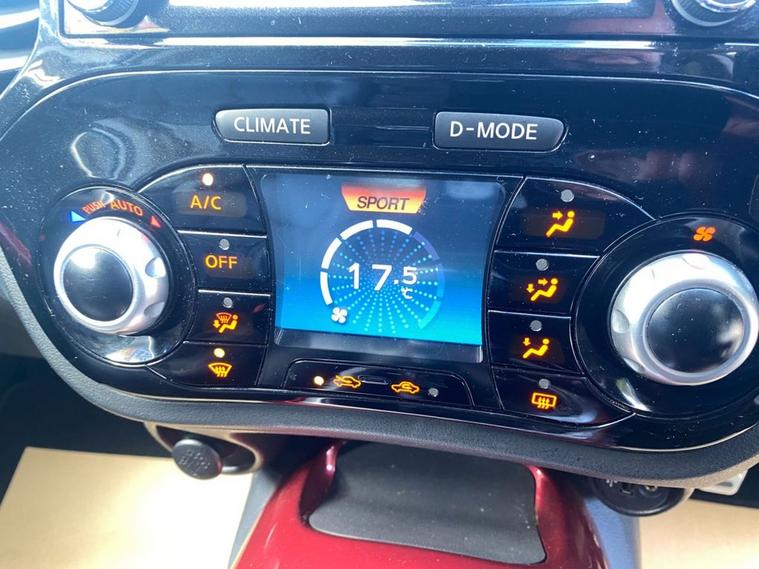 CLIMATE
D-MODE
A/C
SPORT
PUSH AUTO
OFF
17.5
°C